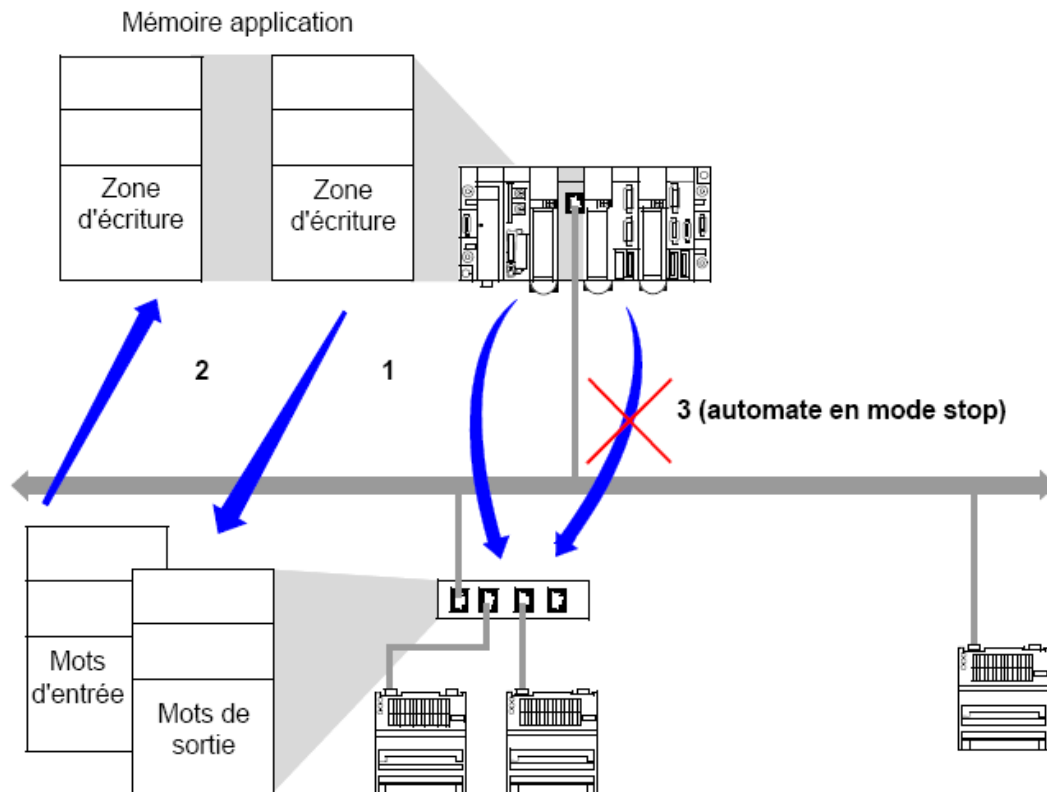 Mémoire application
Zone
d'écriture
Zone
d'écriture
2
1
3 (automate en mode stop)
Mots
d'entrée
Mots de
sortie